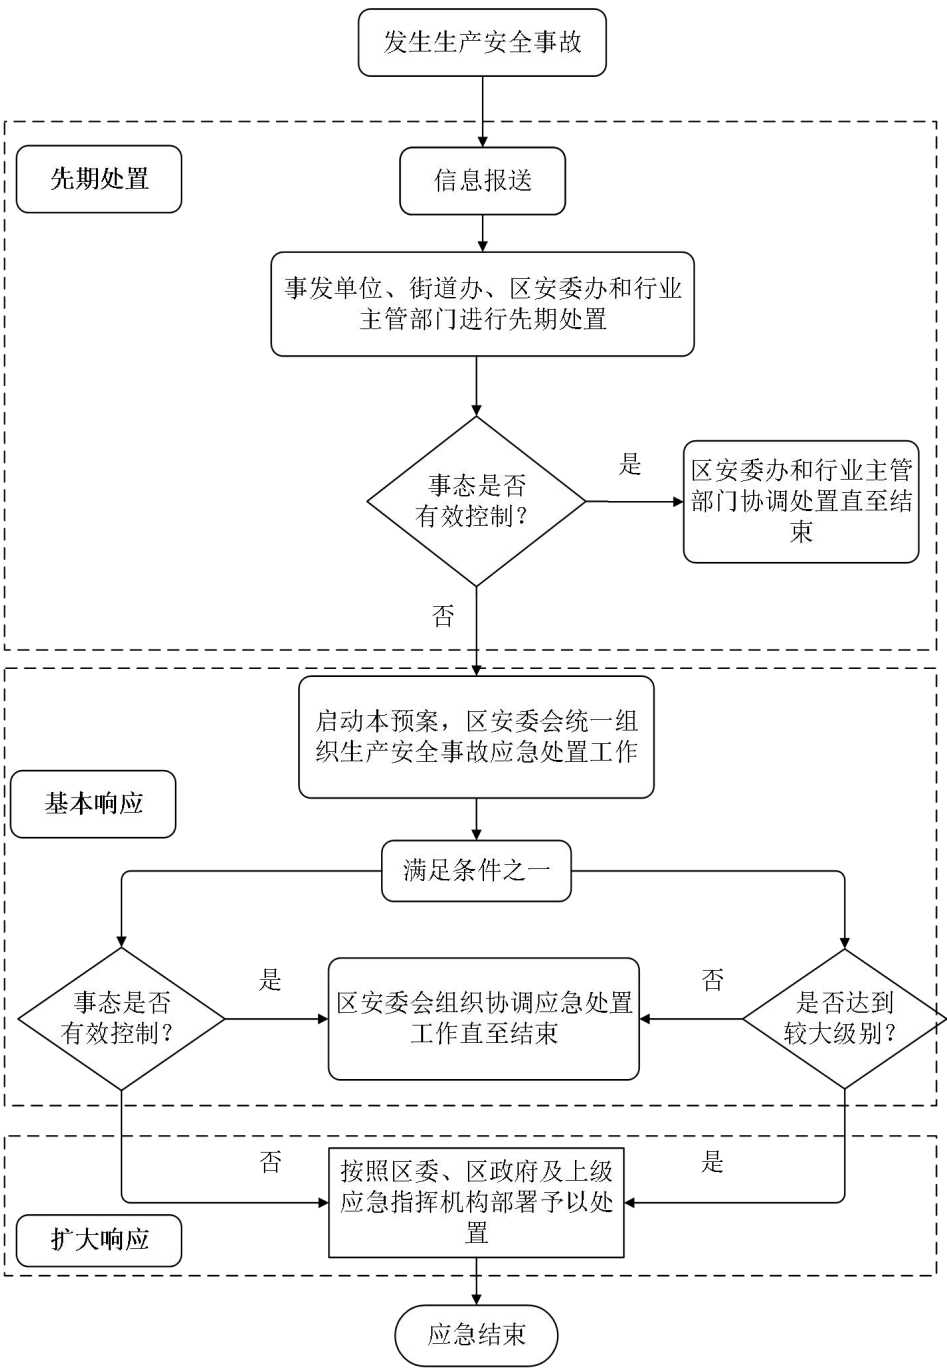 发生生产安全事故
先期处置
信息报送
事发单位、街道办、区安委办和行业
主管部门进行先期处置
事态是否
有效控制？
是
区安委办和行业主管
部门协调处置直至结
束
否
启动本预案，区安委会统一组
织生产安全事故应急处置工作
基本响应
满足条件之一
事态是否
有效控制？
是
区安委会组织协调应急处置
工作直至结束
否
是否达到
较大级别？
否
按照区委、区政府及上级
应急指挥机构部署予以处
置
是
扩大响应
应急结束